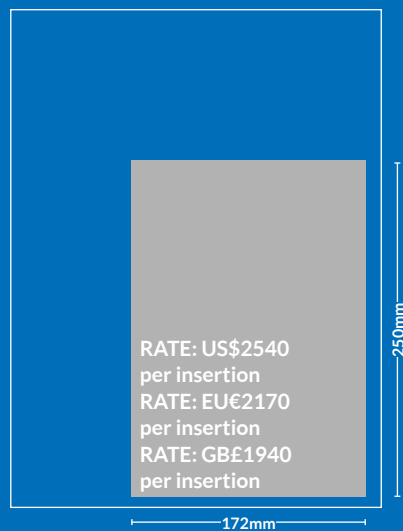 RATE: US$2540
per insertion
RATE: EU€2170
per insertion
RATE: GB£1940
per insertion
250mm
172mm